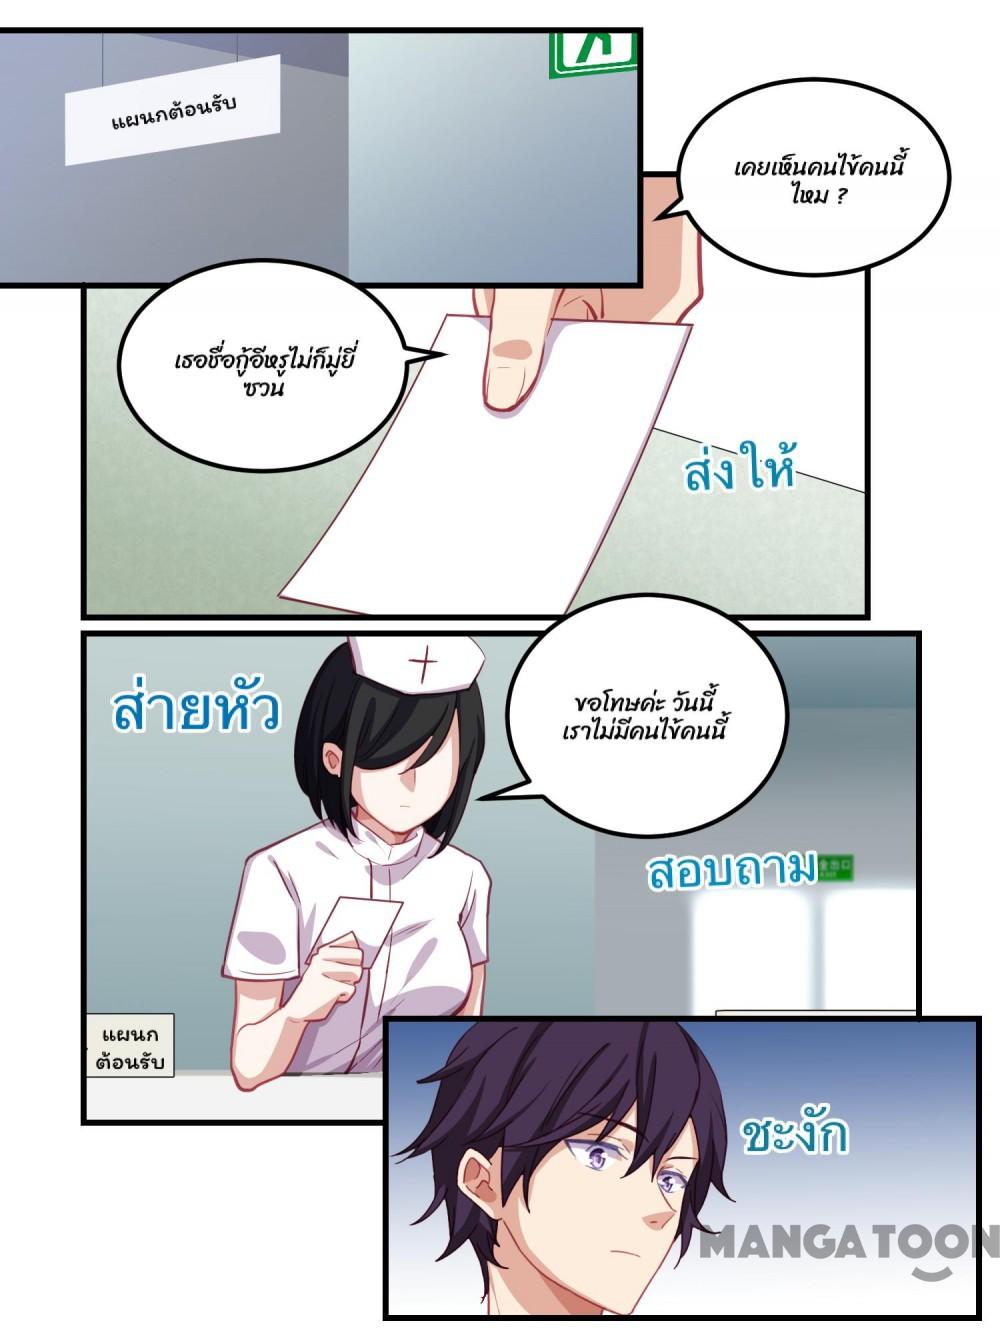 แผนกต้อนรับ
เคยเห็นคนไข้คนนี้
ไหม ?
เธอชื่อกู้อีหรูไม่ก็มู่ยี่
ซวน
ส่งให้
ส่ายหัว
ขอโทษค่ะ วันนี้
เราไม่มีคนไข้คนนี้
สอบถาม
全出口
EXIT
แผนก
ต้อนรับ
ชะงัก
MANGATOON